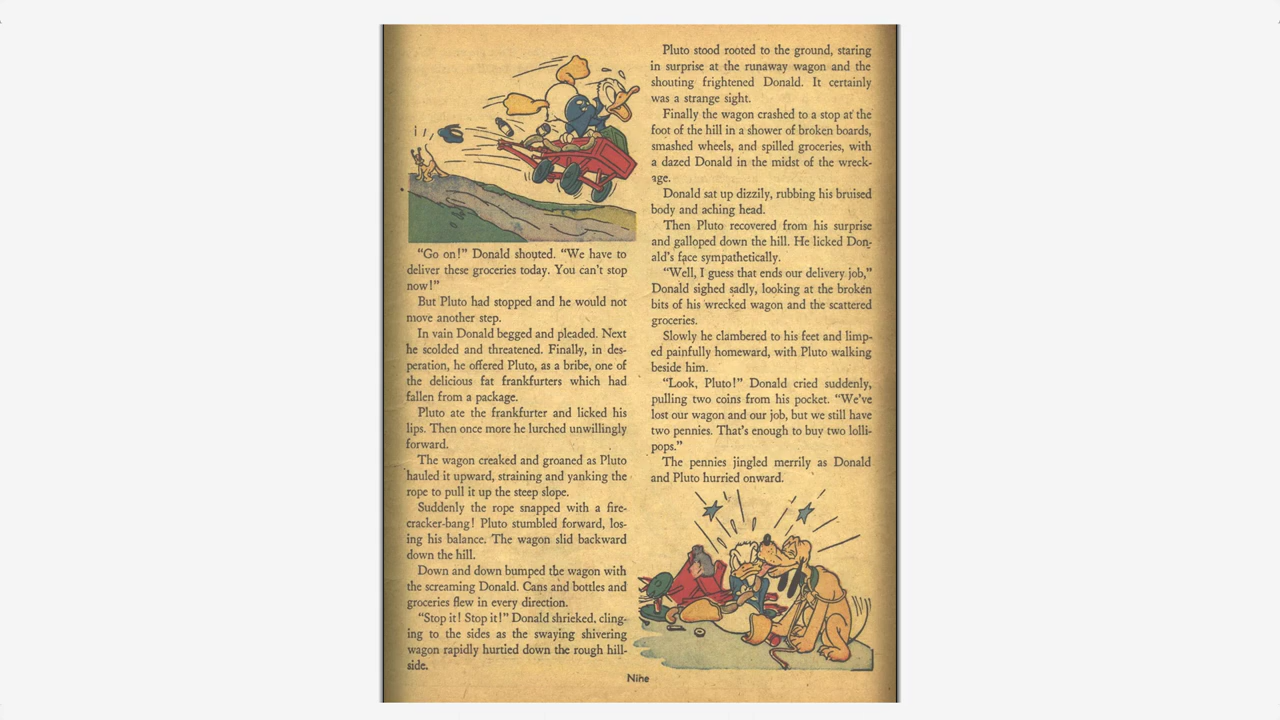 “Go on!” Donald shouted. “We have to
deliver these groceries today. You can’t stop
now!”
But Pluto had stopped and he would not
move another step.
In vain Donald begged and pleaded. Next
he scolded and threatened. Finally, in des-
peration, he offered Pluto, as a bribe, one of
the delicious fat frankfurters which had
fallen from a package.
Pluto ate the frankfurter and licked his
lips. Then once more he lurched unwillingly
forward.
The wagon creaked and groaned as Pluto
hauled it upward, straining and yanking the
rope to pull it up the steep slope.
Suddenly the rope snapped with a fire-
cracker-bang! Pluto stumbled forward, los-
ing his balance. The wagon slid backward
down the hill.
Down and down bumped the wagon with
the screaming Donald. Cans and bottles and
groceries flew in every direction.
“Stop it! Stop it!” Donald shrieked, cling-
ing to the sides as the swaying shivering
wagon rapidly hurtled down the rough hill-
side.
Pluto stood rooted to the ground, staring
in surprise at the runaway wagon and the
shouting frightened Donald. It certainly
was a strange sight.
Finally the wagon crashed to a stop at the
foot of the hill in a shower of broken boards,
smashed wheels, and spilled groceries, with
a dazed Donald in the midst of the wreck-
age.
Donald sat up dizzily, rubbing his bruised
body and aching head.
Then Pluto recovered from his surprise
and galloped down the hill. He licked Don-
ald’s face sympathetically.
“Well, I guess that ends our delivery job,”
Donald sighed sadly, looking at the broken
bits of his wrecked wagon and the scattered
groceries.
Slowly he clambered to his feet and limp-
ed painfully homeward, with Pluto walking
beside him.
“Look, Pluto!” Donald cried suddenly,
pulling two coins from his pocket. “We’ve
lost our wagon and our job, but we still have
two pennies. That’s enough to buy two lolli-
pops.”
The pennies jingled merrily as Donald
and Pluto hurried onward.
Nine